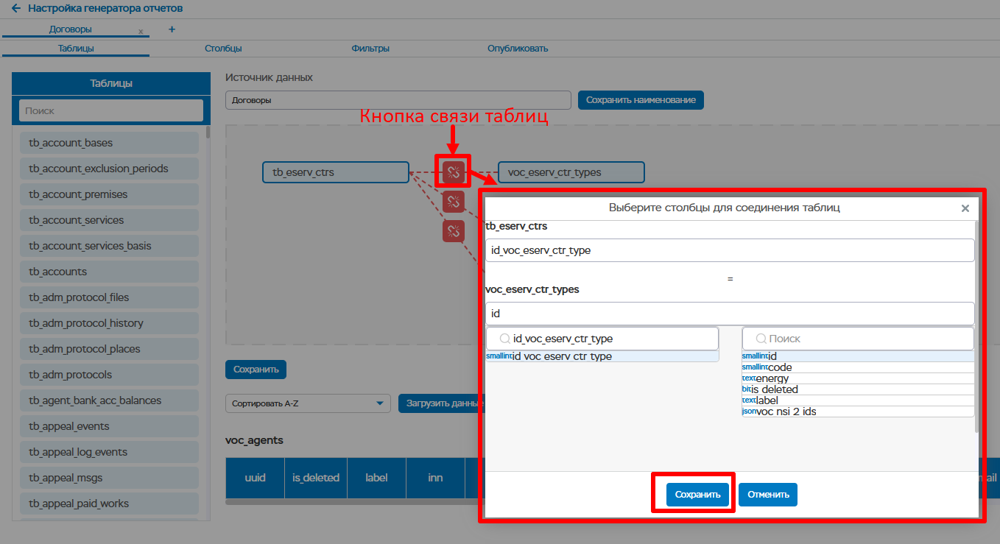 Настройка генератора отчетов
Договоры x +
Таблицы Столбцы Фильтры Опубликовать
Таблицы
Поиск
tb_account_bases
tb_account_exclusion_periods
tb_account_premises
tb_account_services
tb_account_services_basis
tb_accounts
tb_adm_protocol_files
tb_adm_protocol_history
tb_adm_protocol_places
tb_adm_protocols
tb_agent_bank_acc_balances
tb_appeal_events
tb_appeal_log_events
tb_appeal_msgs
tb_appeal_paid_works
Источник данных
Договоры
Сохранить наименование
Кнопка связи таблиц
tb_eserv_ctrs
voc_eserv_ctr_types
Сохранить
Сортировать A-Z
Загрузить данные
voc_agents
uuid is_deleted label inn
mail
Выберите столбцы для соединения таблиц
tb_eserv_ctrs
id_voc_eserv_ctr_type
=
voc_eserv_ctr_types
id
id_voc_eserv_ctr_type
smallint id voc eserv ctr type
Поиск
smallint id
smallint code
text energy
bit is deleted
text label
json voc nsi 2 ids
Сохранить
Отменить